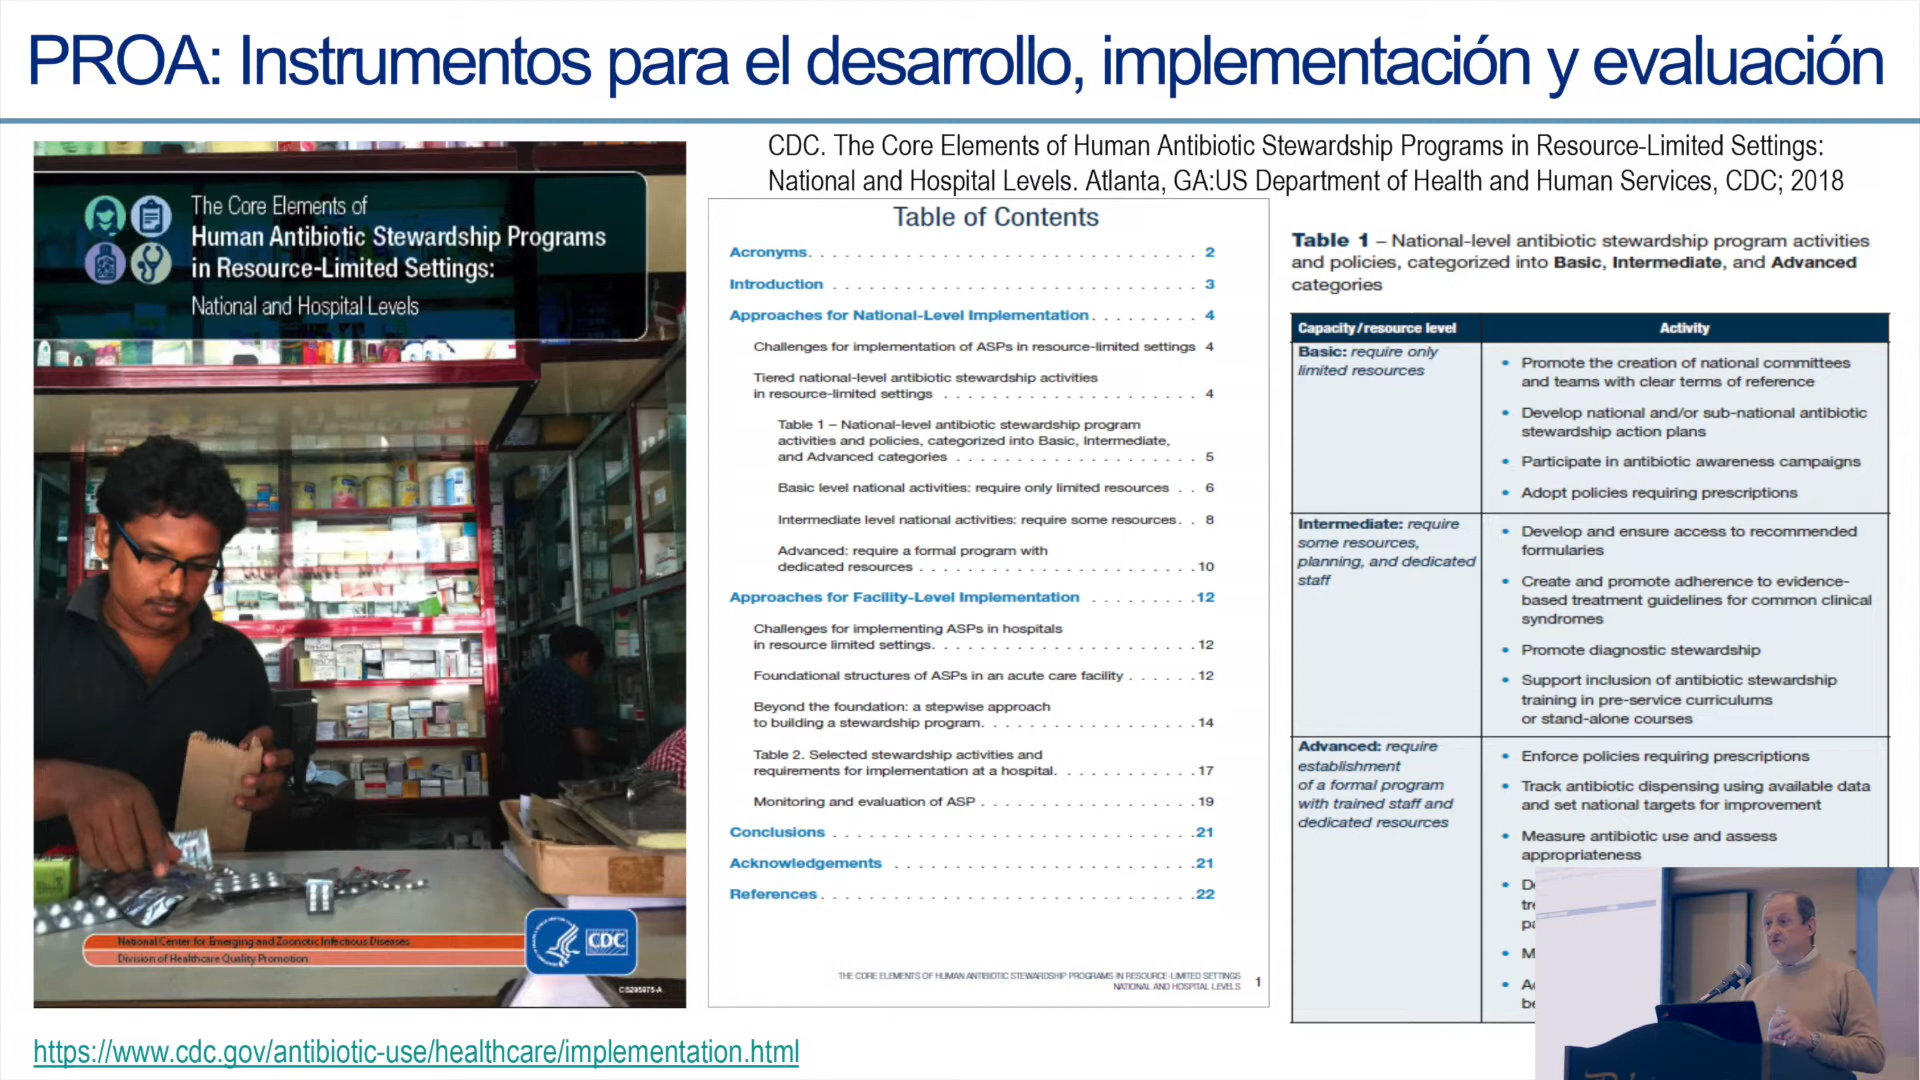 PROA: Instrumentos para el desarrollo, implementación y evaluación
CDC. The Core Elements of Human Antibiotic Stewardship Programs in Resource-Limited Settings:
National and Hospital Levels. Atlanta, GA:US Department of Health and Human Services, CDC; 2018
The Core Elements of
Human Antibiotic Stewardship Programs
in Resource-Limited Settings:
National and Hospital Levels
National Center for Emerging and Zoonotic Infectious Diseases
Division of Healthcare Quality Promotion
CDC
CS295975-A
Table of Contents
Acronyms. . . . . . . . . . 2
Introduction . . . . . . . . . . 3
Approaches for National-Level Implementation. . . . . . . . . 4
Challenges for implementation of ASPs in resource-limited settings 4
Tiered national-level antibiotic stewardship activities
in resource-limited settings . . . . . . . . . . 4
Table 1 – National-level antibiotic stewardship program
activities and policies, categorized into Basic, Intermediate,
and Advanced categories . . . . . . . . . . 5
Basic level national activities: require only limited resources . . 6
Intermediate level national activities: require some resources. . 8
Advanced: require a formal program with
dedicated resources . . . . . . . . . . 10
Approaches for Facility-Level Implementation . . . . . . . . .12
Challenges for implementing ASPs in hospitals
in resource limited settings. . . . . . . . . . 12
Foundational structures of ASPs in an acute care facility . . . . . . 12
Beyond the foundation: a stepwise approach
to building a stewardship program. . . . . . . . . . 14
Table 2. Selected stewardship activities and
requirements for implementation at a hospital. . . . . . . . . . 17
Monitoring and evaluation of ASP . . . . . . . . . . 19
Conclusions . . . . . . . . . . 21
Acknowledgements . . . . . . . . . . 21
References. . . . . . . . . . 22
THE CORE ELEMENTS OF HUMAN ANTIBIOTIC STEWARDSHIP PROGRAMS IN RESOURCE-LIMITED SETTINGS
NATIONAL AND HOSPITAL LEVELS 1
Table 1 – National-level antibiotic stewardship program activities
and policies, categorized into Basic, Intermediate, and Advanced
categories
Capacity/resource level Activity
Basic: require only
limited resources
• Promote the creation of national committees
and teams with clear terms of reference
• Develop national and/or sub-national antibiotic
stewardship action plans
• Participate in antibiotic awareness campaigns
• Adopt policies requiring prescriptions
Intermediate: require
some resources,
planning, and dedicated
staff
• Develop and ensure access to recommended
formularies
• Create and promote adherence to evidence-
based treatment guidelines for common clinical
syndromes
• Promote diagnostic stewardship
• Support inclusion of antibiotic stewardship
training in pre-service curriculums
or stand-alone courses
Advanced: require
establishment
of a formal program
with trained staff and
dedicated resources
• Enforce policies requiring prescriptions
• Track antibiotic dispensing using available data
and set national targets for improvement
• Measure antibiotic use and assess
appropriateness
https://www.cdc.gov/antibiotic-use/healthcare/implementation.html